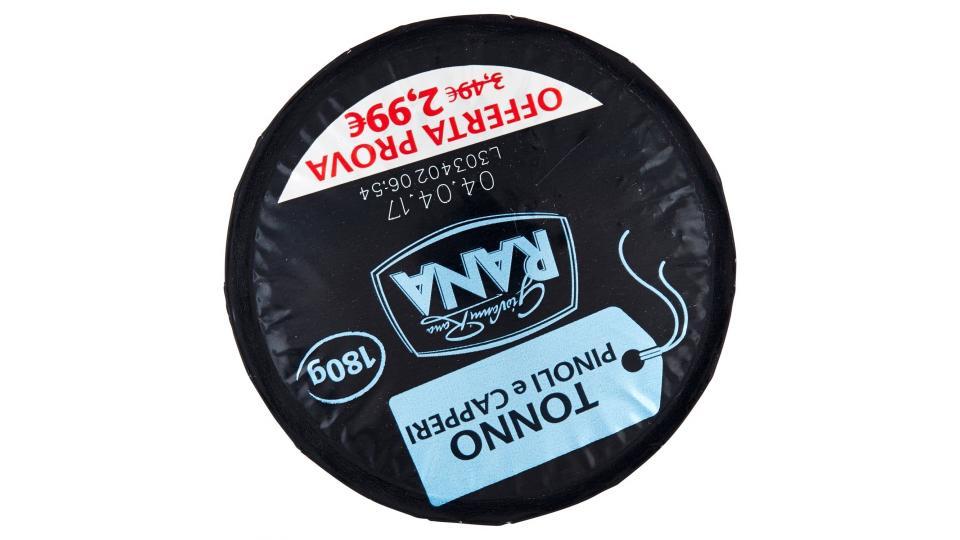 TONNO
PINOLI e CAPPERI
180g
Giovanni Rana
RANA
04.04.17
L303402 06:54
OFFERTA PROVA
3,49€ 2,99€